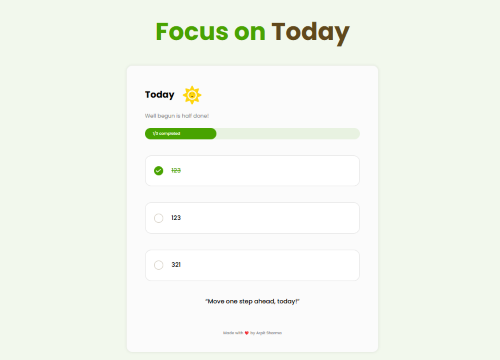 Focus on Today
Today
Well begun is half done!
1/3 completed
123
123
321
"Move one step ahead, today!"
Made with ❤ by Arpit Sharma